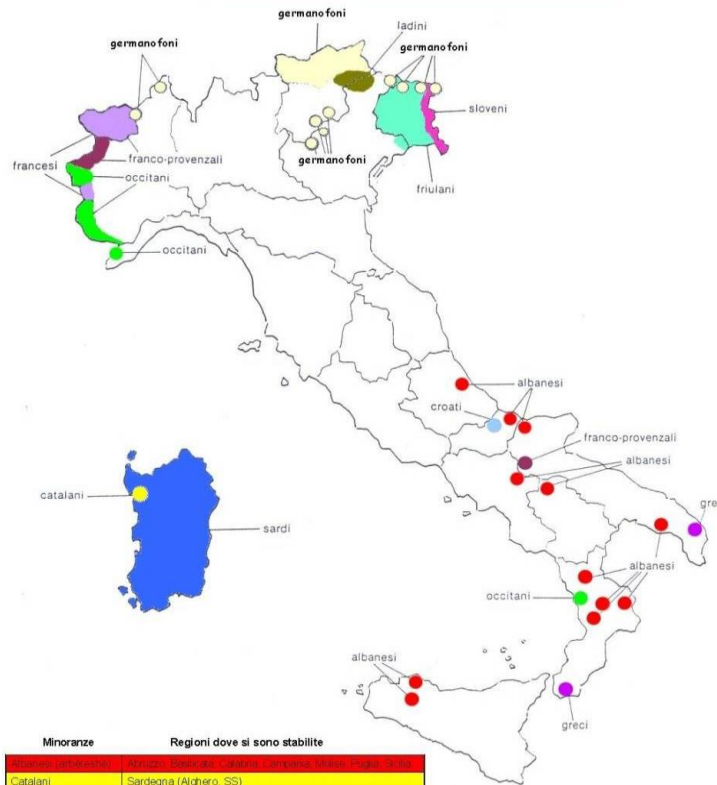 germanofoni
ladini
germanofoni
germanofoni
sloveni
francesi
franco-provenzali
occitani
germanofoni
friulani
occitani
albanesi
croati
franco-provenzali
albanesi
catalani
sardi
gre
albanesi
occitani
albanesi
greci
Minoranze Regioni dove si sono stabilite
Albanesi (arbëreshë) Abruzzo, Basilicata, Calabria, Campania, Molise, Puglia, Sicilia
Catalani Sardegna (Alghero, SS)